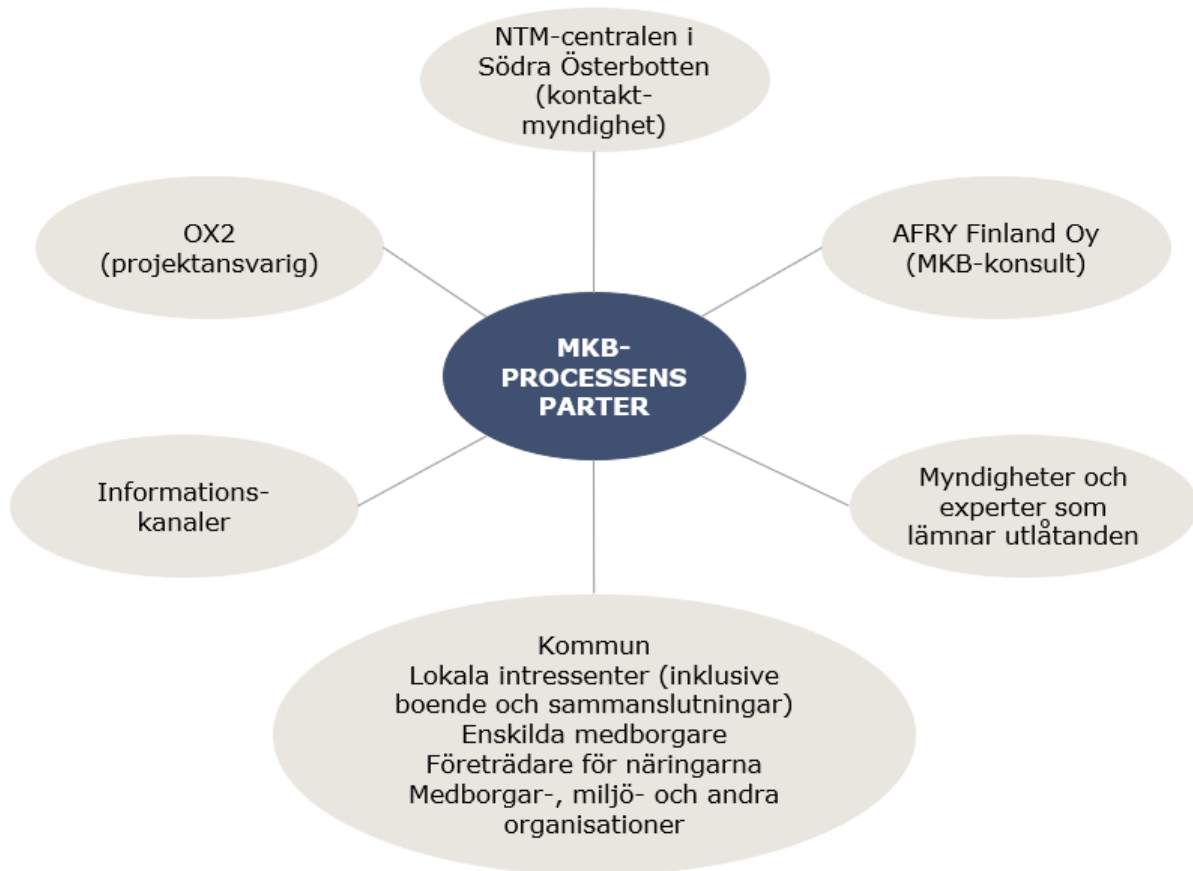 NTM-centralen i
Södra Österbotten
(kontakt-
myndighet)
OX2
(projektansvarig)
AFRY Finland Oy
(MKB-konsult)
MKB-
PROCESSENS
PARTER
Informations-
kanaler
Myndigheter och
experter som
lämnar utlåtanden
Kommun
Lokala intressenter (inklusive
boende och sammanslutningar)
Enskilda medborgare
Företrädare för näringarna
Medborgar-, miljö- och andra
organisationer